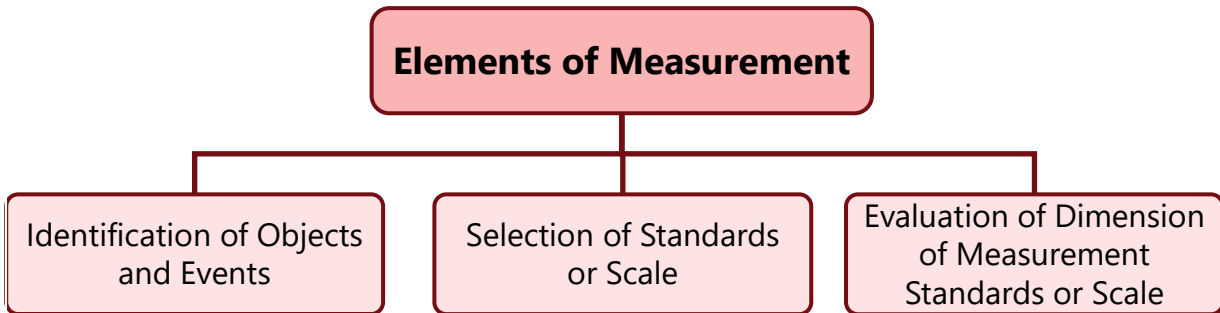 Elements of Measurement
Identification of Objects
and Events
Selection of Standards
or Scale
Evaluation of Dimension
of Measurement
Standards or Scale